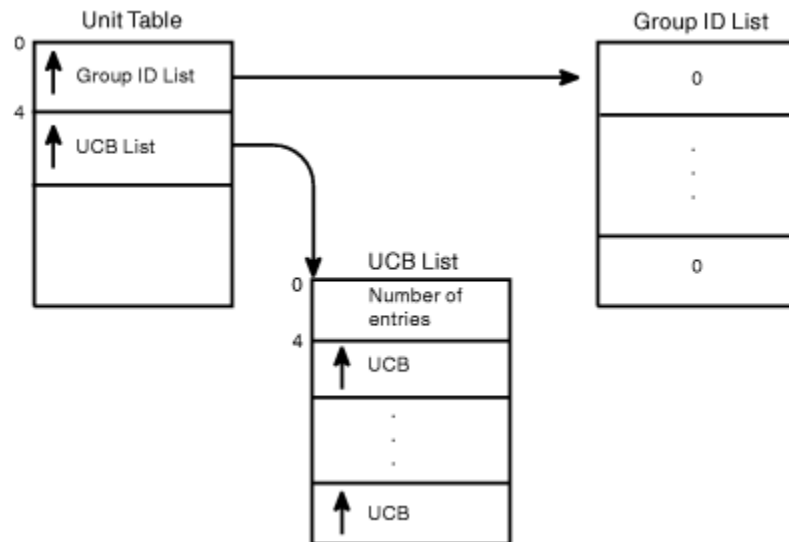 Unit Table
Group ID List
0
Group ID List
0
4
UCB List
.
.
.
0
UCB List
0
Number of
entries
4
UCB
.
.
.
UCB